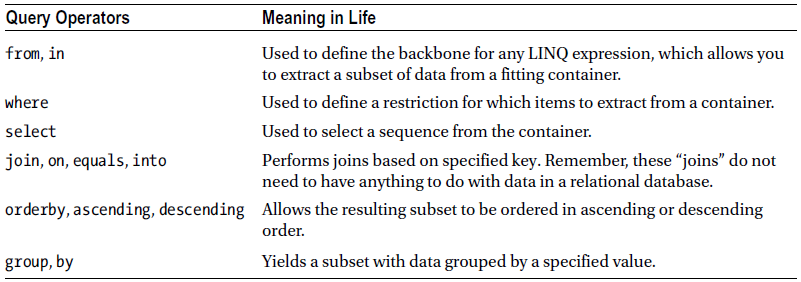 Query Operators Meaning in Life
from, in Used to define the backbone for any LINQ expression, which allows you
to extract a subset of data from a fitting container.
where Used to define a restriction for which items to extract from a container.
select Used to select a sequence from the container.
join, on, equals, into Performs joins based on specified key. Remember, these “joins” do not
need to have anything to do with data in a relational database.
orderby, ascending, descending Allows the resulting subset to be ordered in ascending or descending
order.
group, by Yields a subset with data grouped by a specified value.